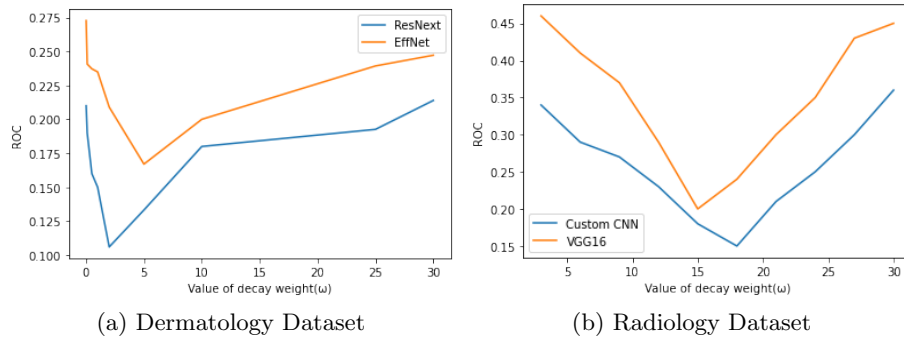 0.275
0.250
0.225
0.200
0.175
0.150
0.125
0.100
ROC
ResNext
EffNet
0 5 10 15 20 25 30
Value of decay weight(ω)
(a) Dermatology Dataset
0.45
0.40
0.35
0.30
0.25
0.20
0.15
ROC
Custom CNN
VGG16
5 10 15 20 25 30
Value of decay weight(ω)
(b) Radiology Dataset